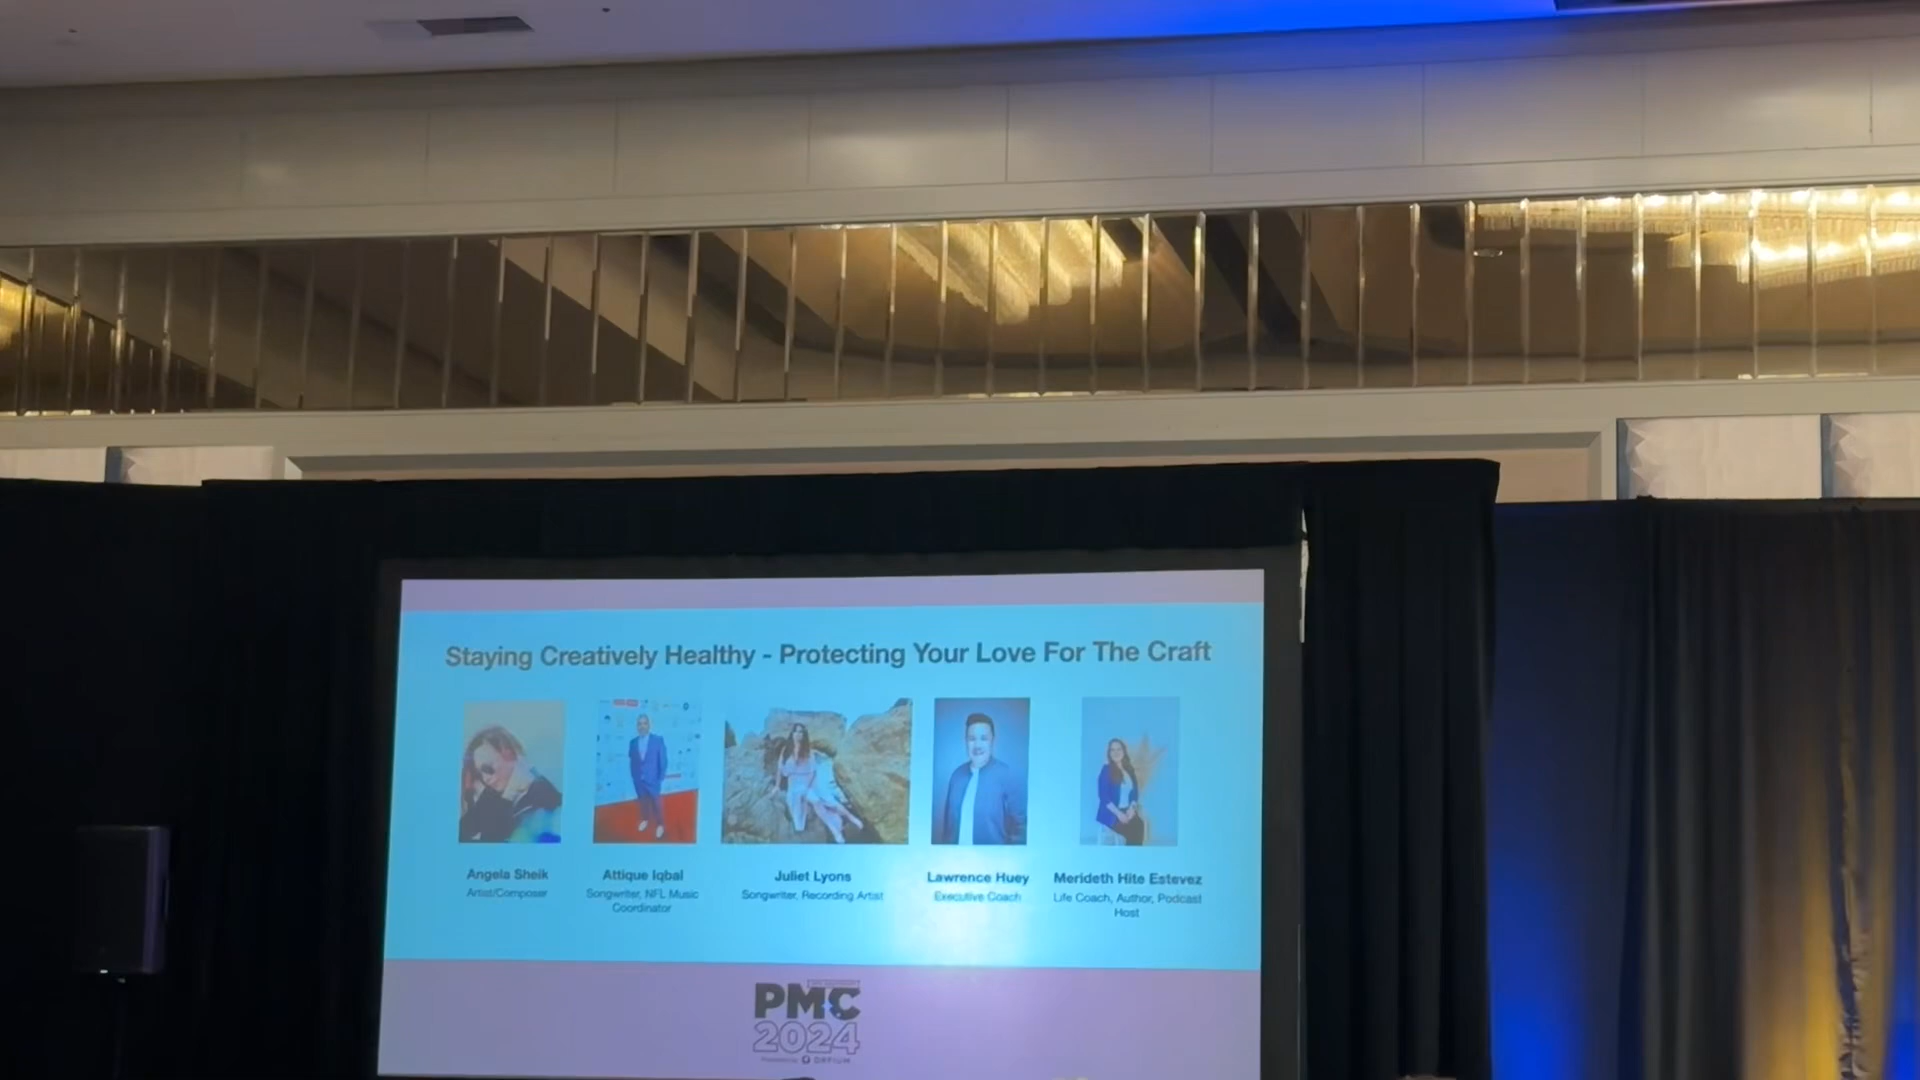 Staying Creatively Healthy - Protecting Your Love For The Craft
Angela Sheik
Artist/Composer
Attique Iqbal
Songwriter, NFL Music
Coordinator
Juliet Lyons
Songwriter, Recording Artist
Lawrence Huey
Executive Coach
Merideth Hite Estevez
Life Coach, Author, Podcast
Host
PMC
2024
ORFIUM